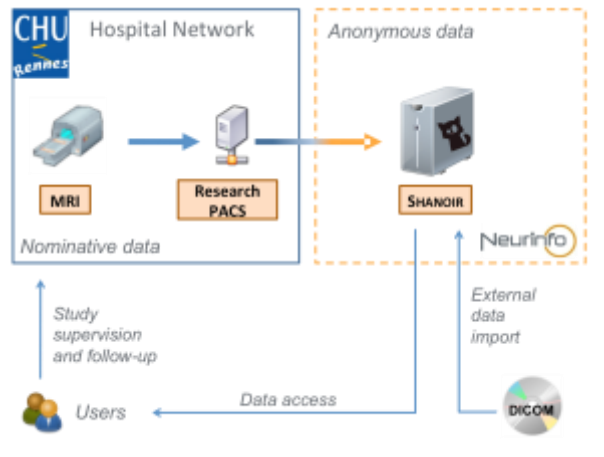 CHU
Rennes
Hospital Network
Anonymous data
MRI
Research
PACS
SHANOIR
Nominative data
Neurinfo
Study
supervision
and follow-up
External
data
import
Users
Data access
DICOM